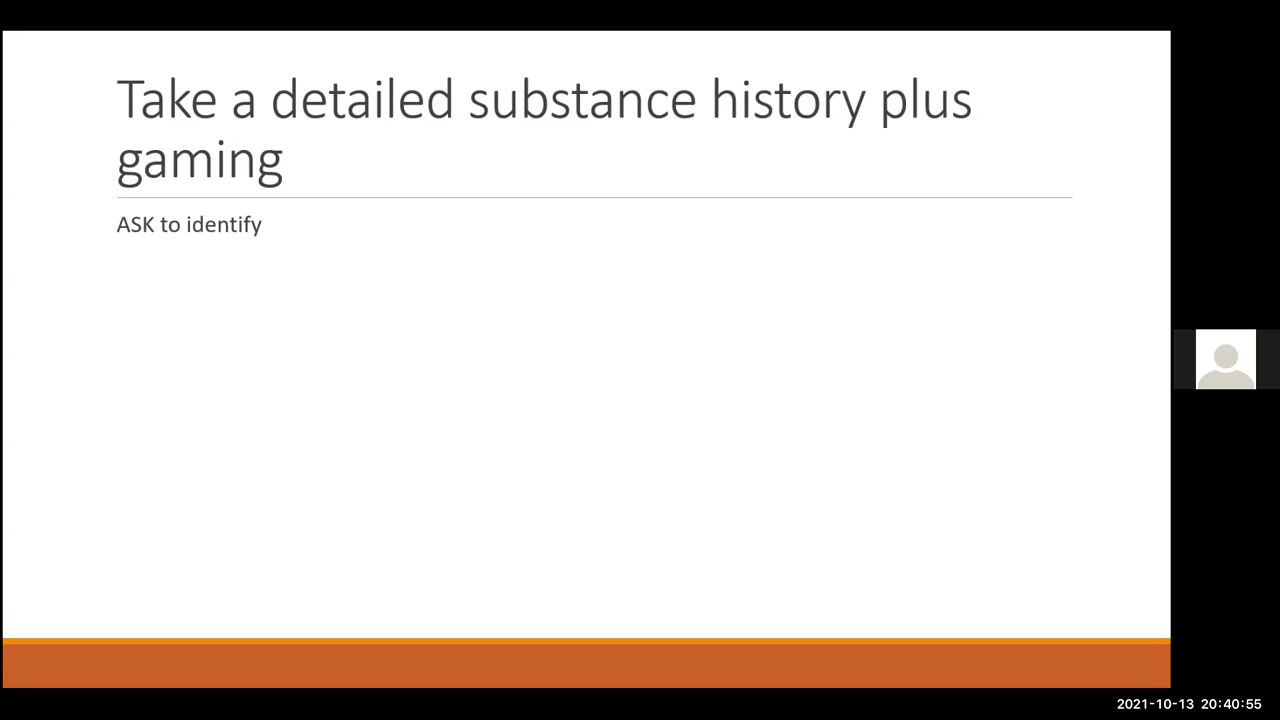 Take a detailed substance history plus
gaming
ASK to identify
2021-10-13 20:40:55